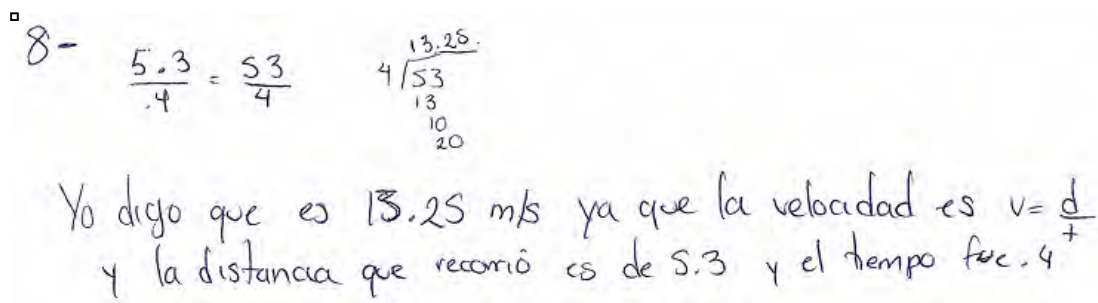 8-
5.3/.4 = 53/4
13.25.
4/53
13
10
20
Yo digo que es 13.25 m/s ya que la velocidad es v= d/t
y la distancia que recorrió es de 5.3 y el tiempo fue .4